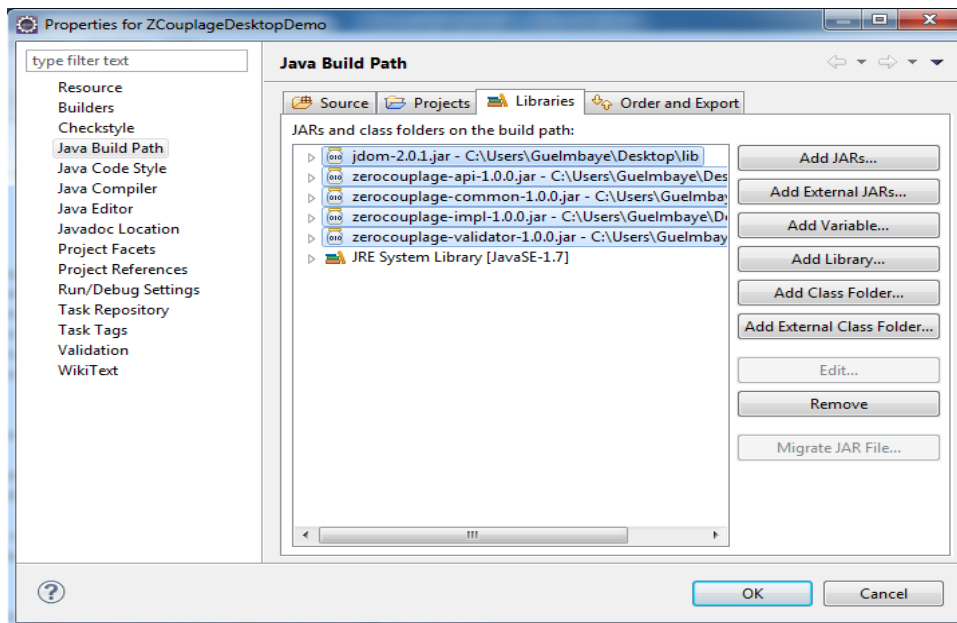 Properties for ZCouplageDesktopDemo
type filter text
Resource
Builders
Checkstyle
Java Build Path
Java Code Style
Java Compiler
Java Editor
Javadoc Location
Project Facets
Project References
Run/Debug Settings
Task Repository
Task Tags
Validation
WikiText
Java Build Path
Source Projects Libraries Order and Export
JARs and class folders on the build path:
jdom-2.0.1.jar - C:\Users\Guelmbaye\Desktop\lib
zerocouplage-api-1.0.0.jar - C:\Users\Guelmbaye\Des
zerocouplage-common-1.0.0.jar - C:\Users\Guelmbay
zerocouplage-impl-1.0.0.jar - C:\Users\Guelmbaye\De
zerocouplage-validator-1.0.0.jar - C:\Users\Guelmbay
JRE System Library [JavaSE-1.7]
Add JARs...
Add External JARs...
Add Variable...
Add Library...
Add Class Folder...
Add External Class Folder...
Edit...
Remove
Migrate JAR File...
OK
Cancel